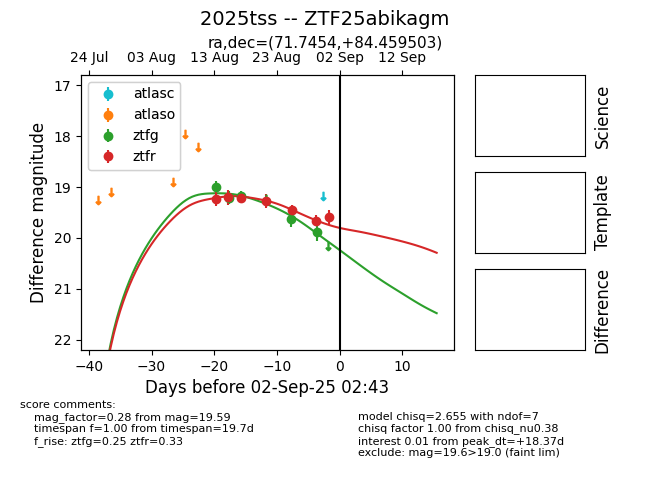 2025tss -- ZTF25abikagm
ra,dec=(71.7454,+84.459503)
24 Jul 03 Aug 13 Aug 23 Aug 02 Sep 12 Sep
17
18
19
20
21
22
Difference magnitude
atlasc
atlaso
ztfg
ztfr
−40 −30 −20 −10 0 10
Days before 02-Sep-25 02:43
Science
Template
Difference
score comments:
mag_factor=0.28 from mag=19.59
timespan f=1.00 from timespan=19.7d
f_rise: ztfg=0.25 ztfr=0.33
model chisq=2.655 with ndof=7
chisq factor 1.00 from chisq_nu0.38
interest 0.01 from peak_dt=+18.37d
exclude: mag=19.6>19.0 (faint lim)